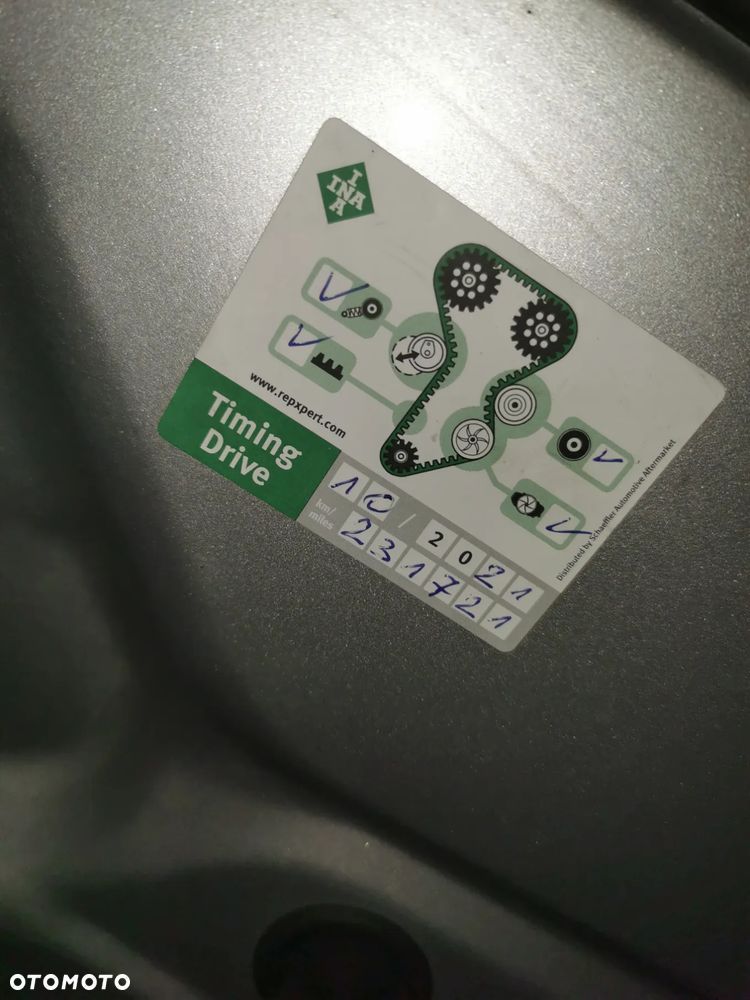 I
INA
A
www.repxpert.com
Timing
Drive
10 / 2021
km/
miles
231721
Distributed by Schaeffler Automotive Aftermarket
OTOMOTO